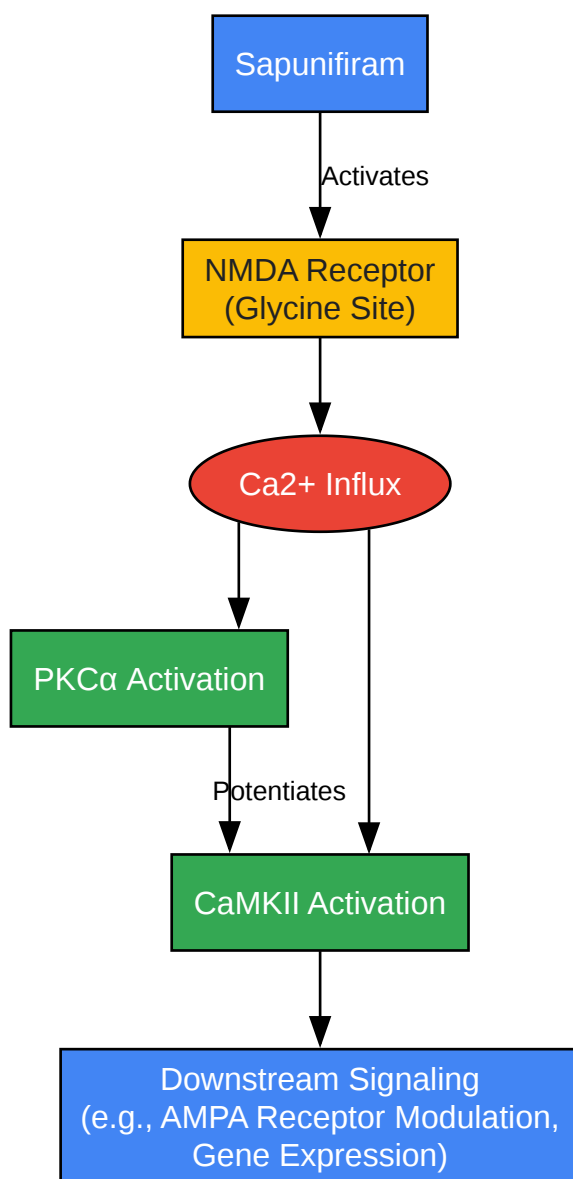 Sapunifiram
Activates
NMDA Receptor
(Glycine Site)
Ca2+ Influx
PKCα Activation
Potentiates
CaMKII Activation
Downstream Signaling
(e.g., AMPA Receptor Modulation,
Gene Expression)